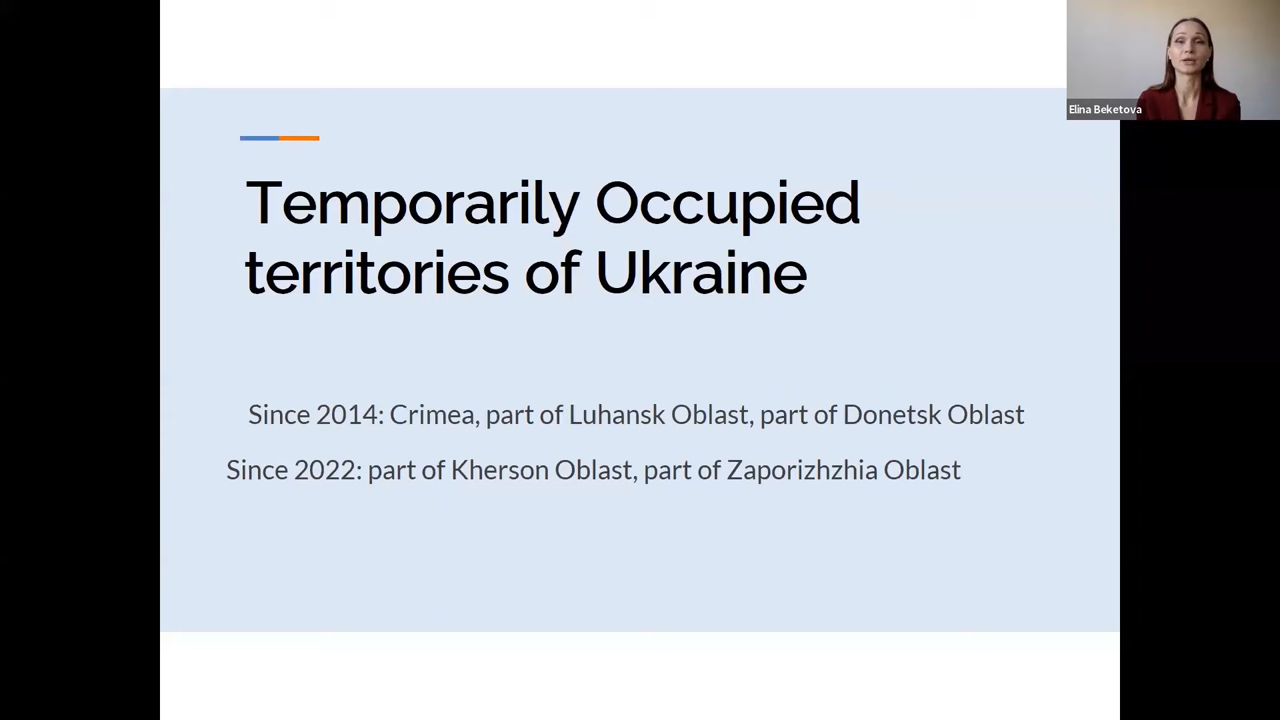 Elina Beketova
Temporarily Occupied
territories of Ukraine
Since 2014: Crimea, part of Luhansk Oblast, part of Donetsk Oblast
Since 2022: part of Kherson Oblast, part of Zaporizhzhia Oblast